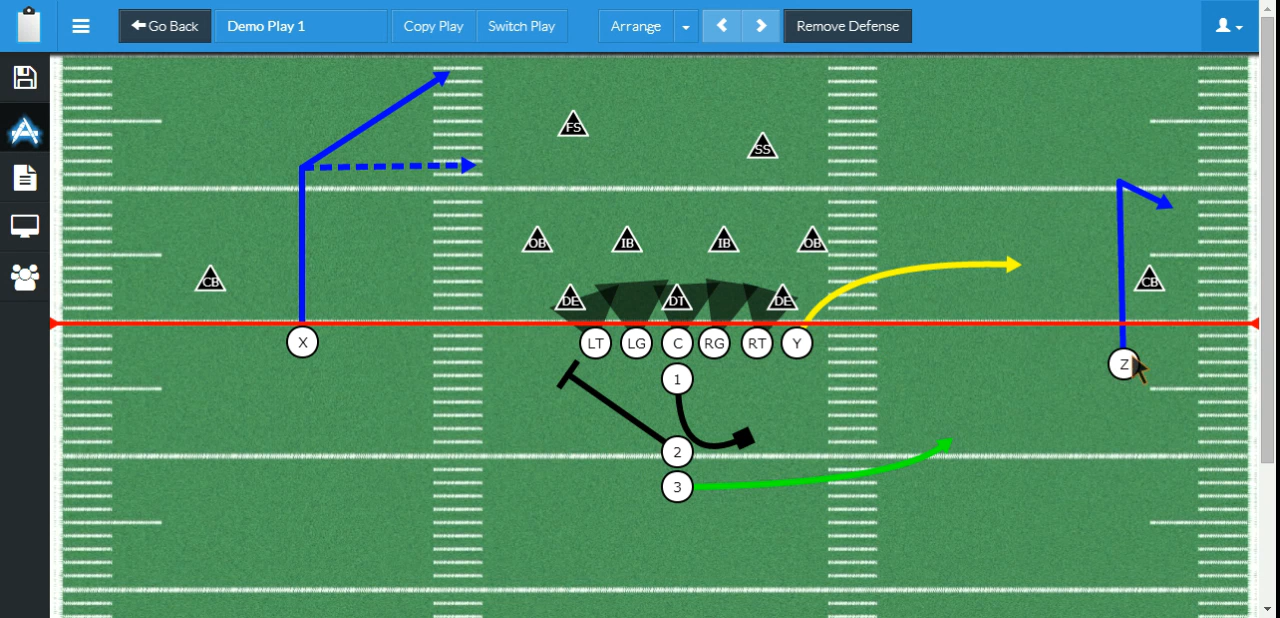 Go Back Demo Play 1 Copy Play Switch Play Arrange Remove Defense
FS
SS
OB IB IB OB
CB CB
DE DT DE
X LT LG C RG RT Y
Z
1
2
3